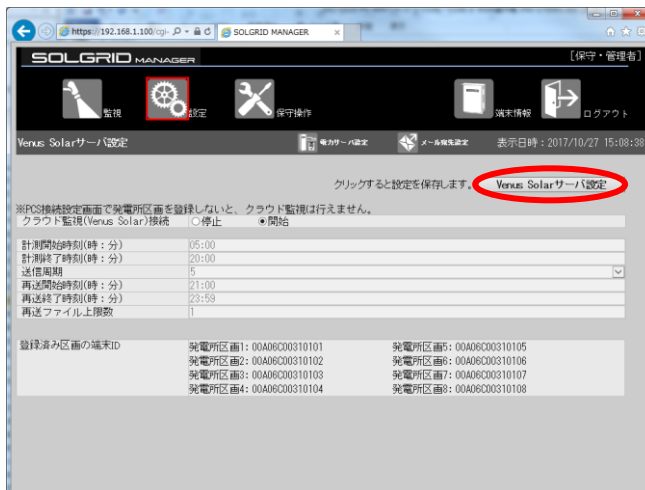 https://192.168.1.100/cgi-
SOLGRID MANAGER
SOLGRID MANAGER
[保守・管理者]
監視
設定
保守操作
端末情報
ログアウト
Venus Solarサーバ設定
電力サーバ設定
メール宛先設定
表示日時：2017/10/27 15:08:38
クリックすると設定を保存します。
Venus Solarサーバ設定
※PCS接続設定画面で発電所区画を登録しないと、クラウド監視は行えません。
クラウド監視(Venus Solar)接続 停止 開始
計測開始時刻(時：分) 05:00
計測終了時刻(時：分) 20:00
送信周期 5
再送開始時刻(時：分) 21:00
再送終了時刻(時：分) 23:59
再送ファイル上限数 1
登録済み区画の端末ID 発電所区画1: 00A06C00310101 発電所区画5: 00A06C00310105
発電所区画2: 00A06C00310102 発電所区画6: 00A06C00310106
発電所区画3: 00A06C00310103 発電所区画7: 00A06C00310107
発電所区画4: 00A06C00310104 発電所区画8: 00A06C00310108